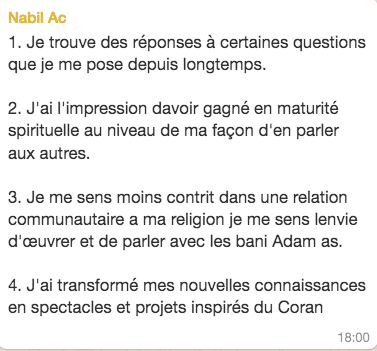 Nabil Ac
1. Je trouve des réponses à certaines questions
que je me pose depuis longtemps.
2. J'ai l'impression davoir gagné en maturité
spirituelle au niveau de ma façon d'en parler
aux autres.
3. Je me sens moins contrit dans une relation
communautaire a ma religion je me sens lenvie
d'œuvrer et de parler avec les bani Adam as.
4. J'ai transformé mes nouvelles connaissances
en spectacles et projets inspirés du Coran
18:00